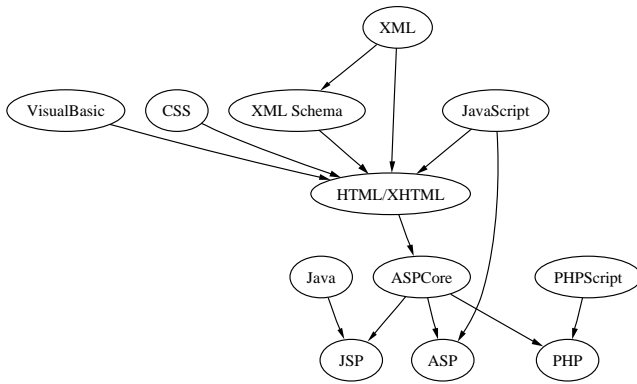 XML
VisualBasic
CSS
XML Schema
JavaScript
HTML/XHTML
Java
ASPCore
PHPScript
JSP
ASP
PHP